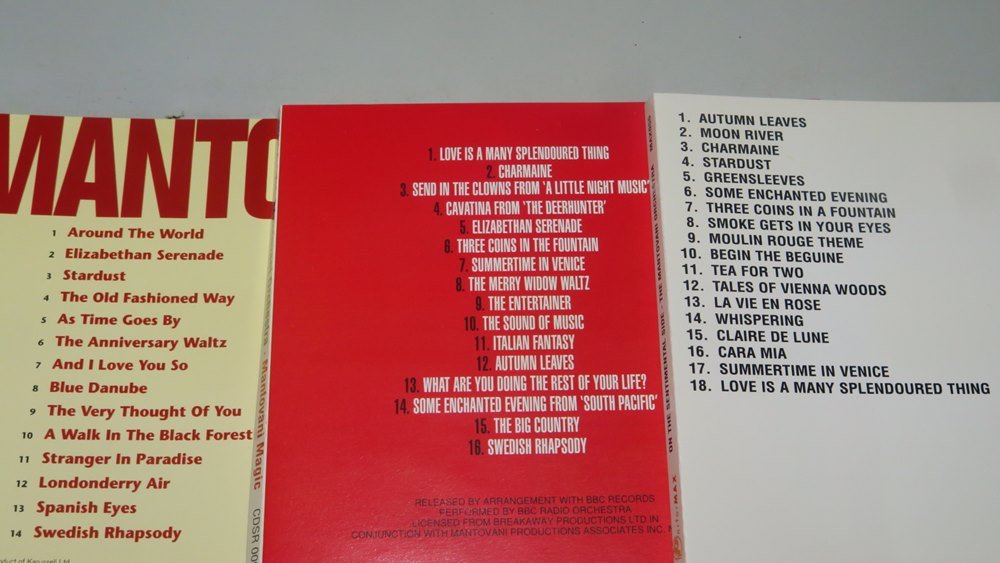 MANTO
1 Around The World
2 Elizabethan Serenade
3 Stardust
4 The Old Fashioned Way
5 As Time Goes By
6 The Anniversary Waltz
7 And I Love You So
8 Blue Danube
9 The Very Thought Of You
10 A Walk In The Black Forest
11 Stranger In Paradise
12 Londonderry Air
13 Spanish Eyes
14 Swedish Rhapsody
Mantovani Magic
CDSR 00
1. LOVE IS A MANY SPLENDOURED THING
2. CHARMAINE
3. SEND IN THE CLOWNS FROM 'A LITTLE NIGHT MUSIC'
4. CAVATINA FROM 'THE DEERHUNTER'
5. ELIZABETHAN SERENADE
6. THREE COINS IN THE FOUNTAIN
7. SUMMERTIME IN VENICE
8. THE MERRY WIDOW WALTZ
9. THE ENTERTAINER
10. THE SOUND OF MUSIC
11. ITALIAN FANTASY
12. AUTUMN LEAVES
13. WHAT ARE YOU DOING THE REST OF YOUR LIFE?
14. SOME ENCHANTED EVENING FROM 'SOUTH PACIFIC'
15. THE BIG COUNTRY
16. SWEDISH RHAPSODY
RELEASED BY ARRANGEMENT WITH BBC RECORDS
PERFORMED BY BBC RADIO ORCHESTRA
LICENSED FROM BREAKAWAY PRODUCTIONS LTD IN
CONJUNCTION WITH MANTOVANI PRODUCTIONS ASSOCIATES INC.
ON THE SENTIMENTAL SIDE - THE MANTOVANI ORCHESTRA
1. AUTUMN LEAVES
2. MOON RIVER
3. CHARMAINE
4. STARDUST
5. GREENSLEEVES
6. SOME ENCHANTED EVENING
7. THREE COINS IN A FOUNTAIN
8. SMOKE GETS IN YOUR EYES
9. MOULIN ROUGE THEME
10. BEGIN THE BEGUINE
11. TEA FOR TWO
12. TALES OF VIENNA WOODS
13. LA VIE EN ROSE
14. WHISPERING
15. CLAIRE DE LUNE
16. CARA MIA
17. SUMMERTIME IN VENICE
18. LOVE IS A MANY SPLENDOURED THING